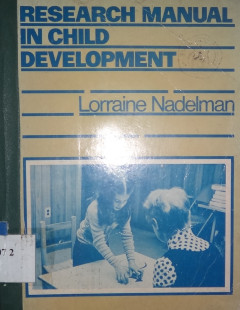 RESEARCH MANUAL
IN CHILD
DEVELOPMENT
Lorraine Nadelman